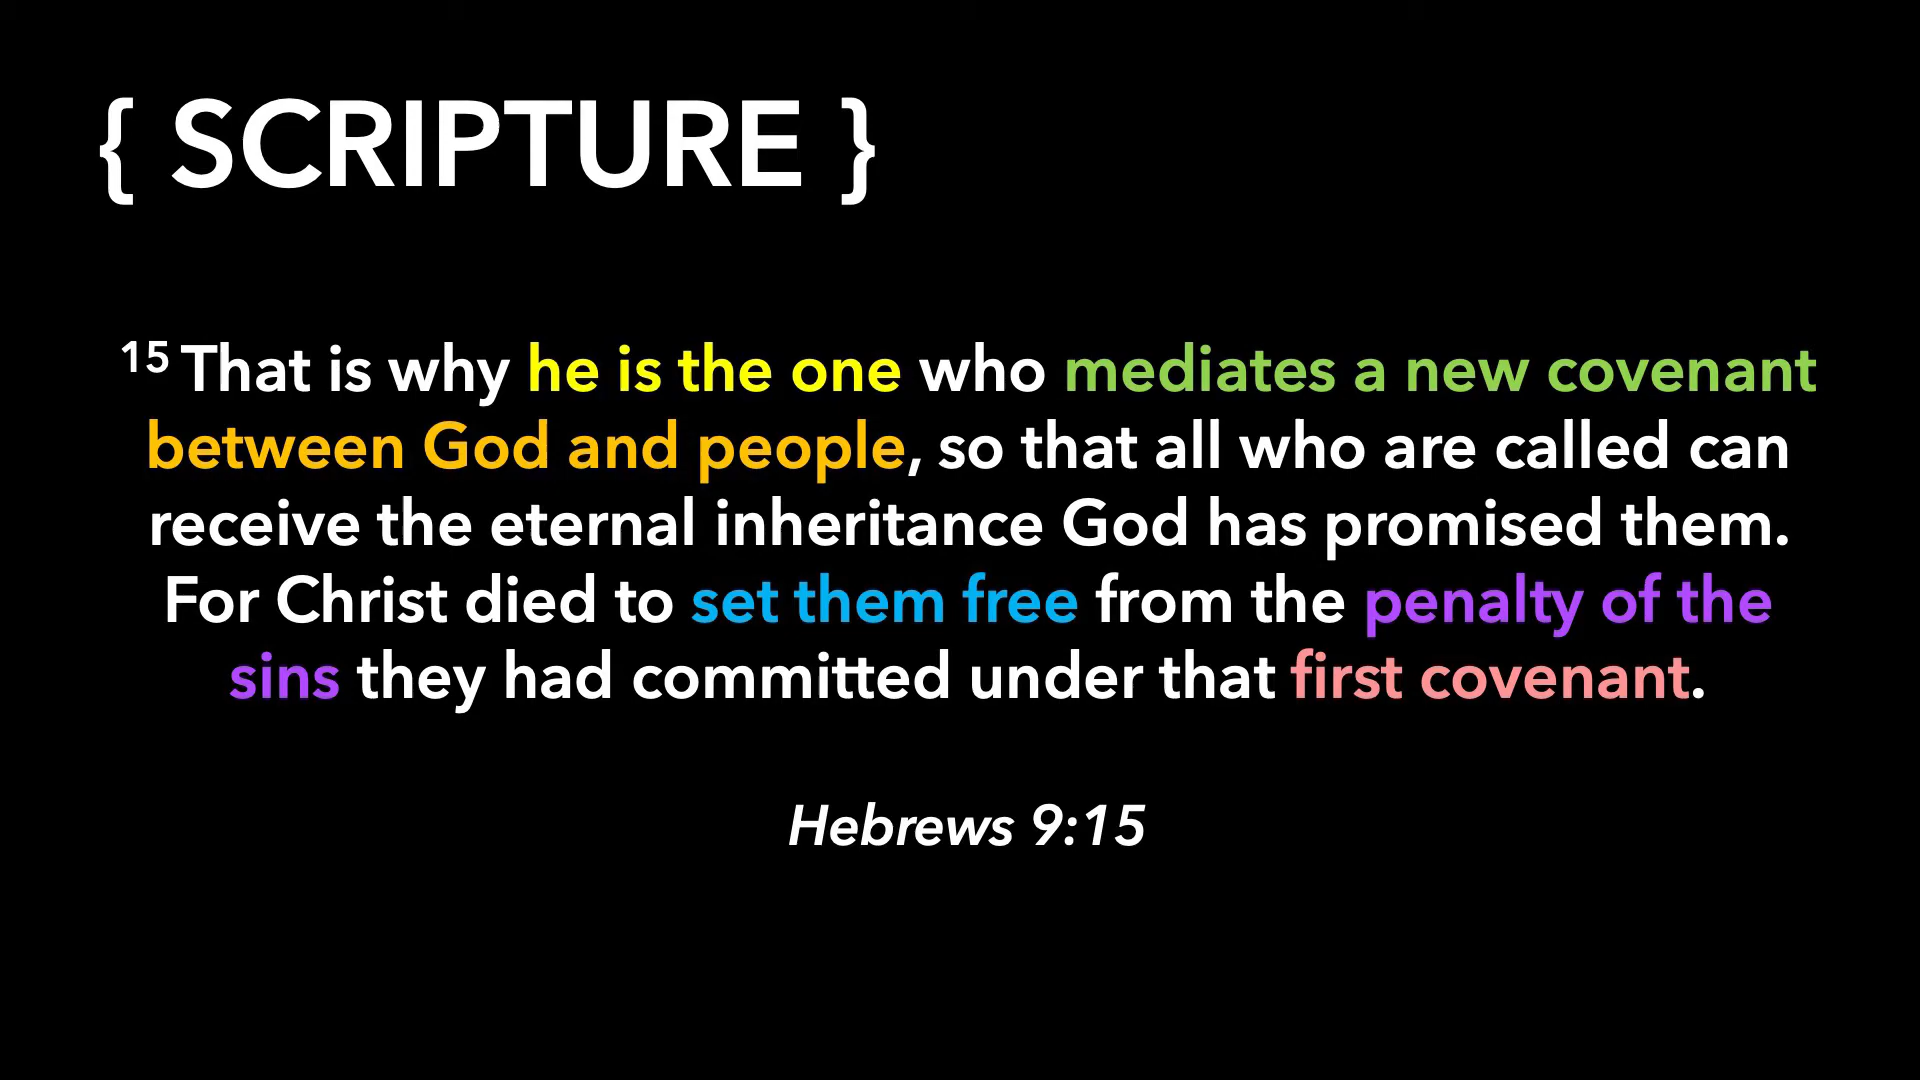 { SCRIPTURE }
15 That is why he is the one who mediates a new covenant
between God and people, so that all who are called can
receive the eternal inheritance God has promised them.
For Christ died to set them free from the penalty of the
sins they had committed under that first covenant.
Hebrews 9:15